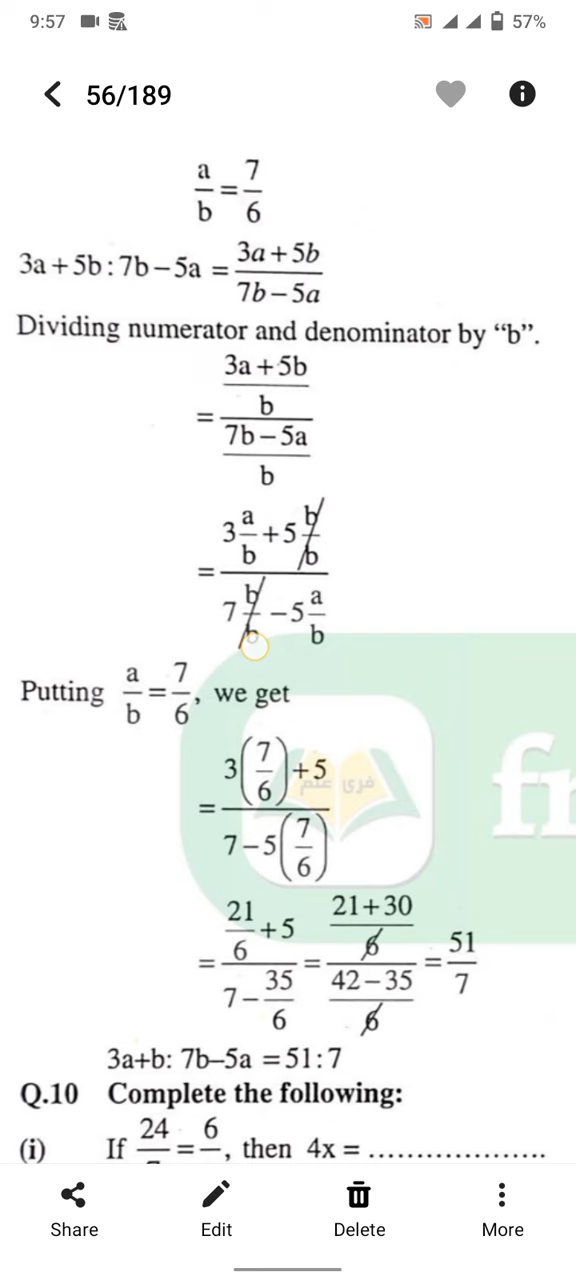 9:57 57%
56/189
a/b = 7/6
3a+5b : 7b−5a = (3a+5b)/(7b−5a)
Dividing numerator and denominator by “b”.
= ((3a+5b)/b)/((7b−5a)/b)
= (3 a/b + 5 b/b)/(7 b/b − 5 a/b)
Putting a/b = 7/6, we get
= (3(7/6)+5)/(7−5(7/6))
فری علم
fr
= (21/6 + 5)/(7 − 35/6) = ((21+30)/6)/((42−35)/6) = 51/7
3a+b: 7b–5a = 51:7
Q.10 Complete the following:
(i) If 24/ = 6/, then 4x = ....................
Share Edit Delete More